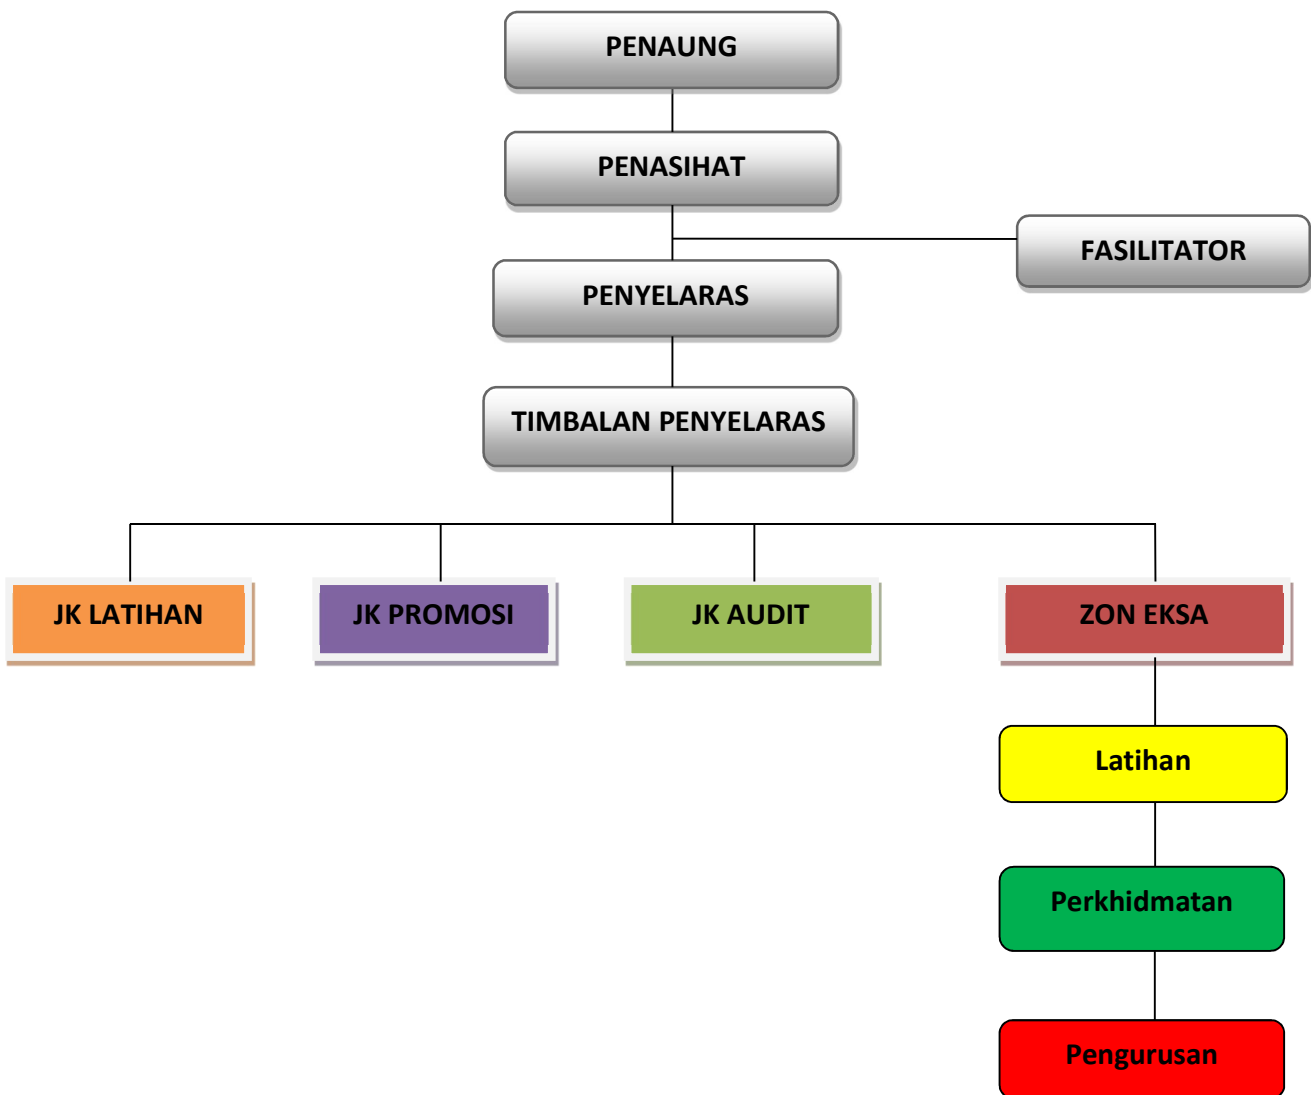 PENAUNG
PENASIHAT
FASILITATOR
PENYELARAS
TIMBALAN PENYELARAS
JK LATIHAN
JK PROMOSI
JK AUDIT
ZON EKSA
Latihan
Perkhidmatan
Pengurusan